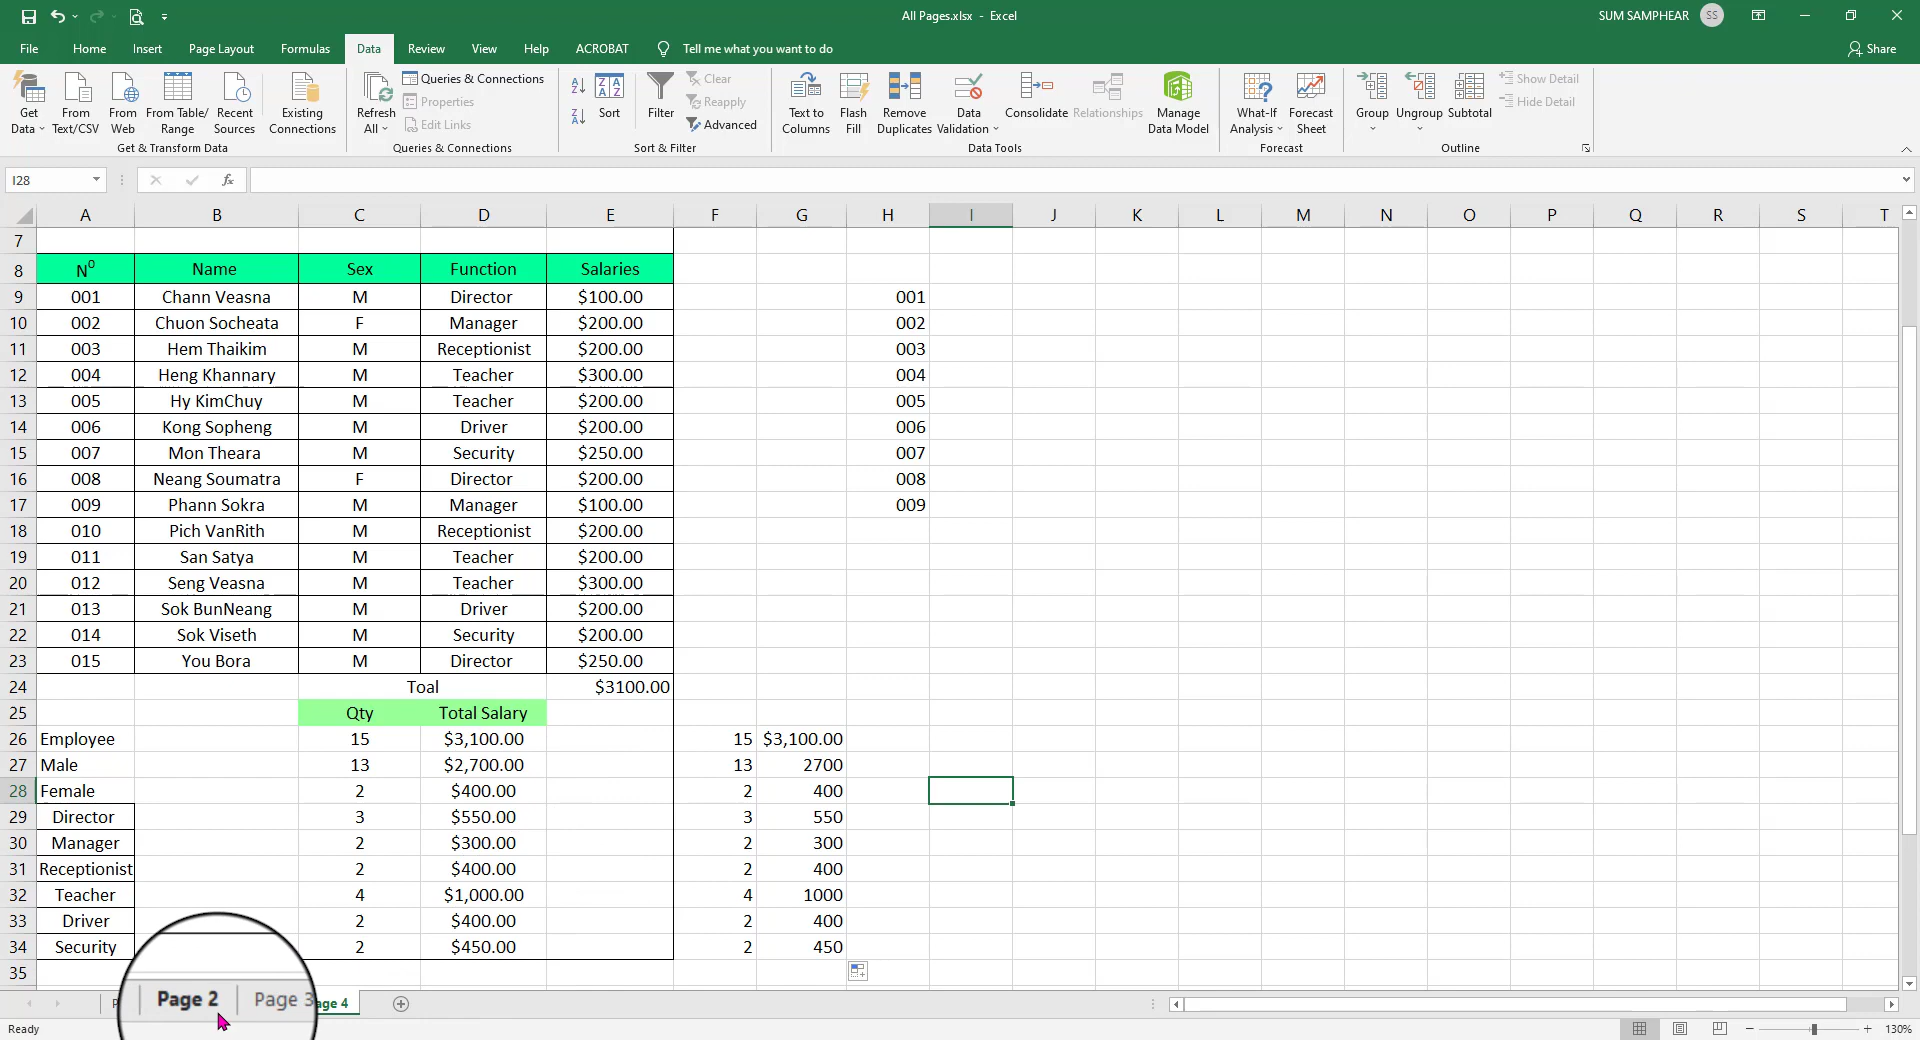 All Pages.xlsx - Excel
SUM SAMPHEAR SS
File Home Insert Page Layout Formulas Data Review View Help ACROBAT Tell me what you want to do Share
Get Data
From Text/CSV
From Web
From Table/ Range
Recent Sources
Existing Connections
Get & Transform Data
Refresh All
Queries & Connections
Properties
Edit Links
Queries & Connections
Sort
Filter
Clear
Reapply
Advanced
Sort & Filter
Text to Columns
Flash Fill
Remove Duplicates
Data Validation
Consolidate
Relationships
Manage Data Model
Data Tools
What-If Analysis
Forecast Sheet
Forecast
Group
Ungroup
Subtotal
Show Detail
Hide Detail
Outline
I28 fx
A B C D E F G H I J K L M N O P Q R S T
7
8 N⁰ Name Sex Function Salaries
9 001 Chann Veasna M Director $100.00 001
10 002 Chuon Socheata F Manager $200.00 002
11 003 Hem Thaikim M Receptionist $200.00 003
12 004 Heng Khannary M Teacher $300.00 004
13 005 Hy KimChuy M Teacher $200.00 005
14 006 Kong Sopheng M Driver $200.00 006
15 007 Mon Theara M Security $250.00 007
16 008 Neang Soumatra F Director $200.00 008
17 009 Phann Sokra M Manager $100.00 009
18 010 Pich VanRith M Receptionist $200.00
19 011 San Satya M Teacher $200.00
20 012 Seng Veasna M Teacher $300.00
21 013 Sok BunNeang M Driver $200.00
22 014 Sok Viseth M Security $200.00
23 015 You Bora M Director $250.00
24 Toal $3100.00
25 Qty Total Salary
26 Employee 15 $3,100.00 15 $3,100.00
27 Male 13 $2,700.00 13 2700
28 Female 2 $400.00 2 400
29 Director 3 $550.00 3 550
30 Manager 2 $300.00 2 300
31 Receptionist 2 $400.00 2 400
32 Teacher 4 $1,000.00 4 1000
33 Driver 2 $400.00 2 400
34 Security 2 $450.00 2 450
35
Page 2 Page 3 age 4
Ready 130%